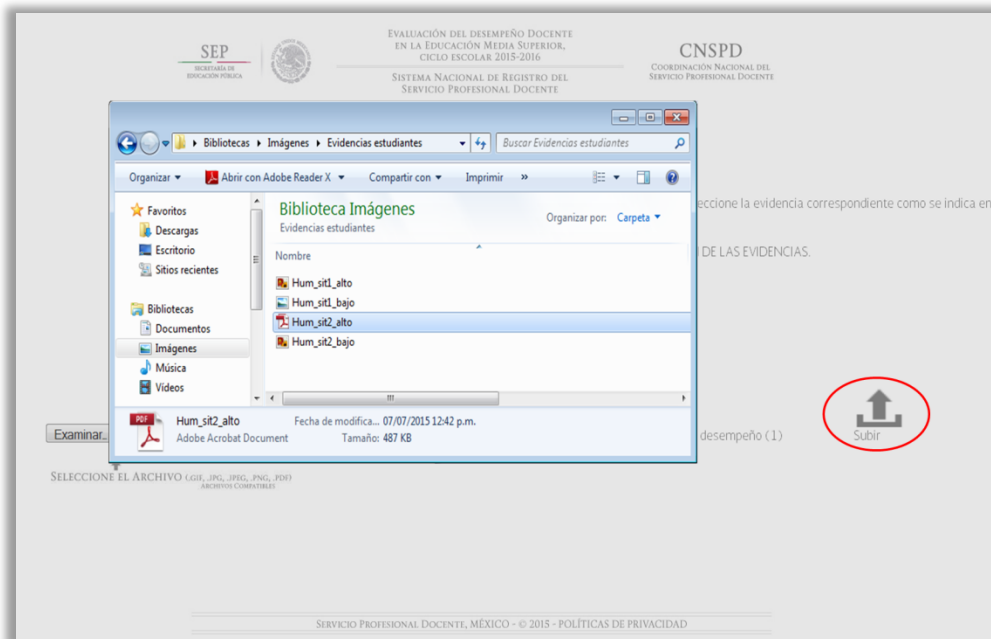 SEP
SECRETARÍA DE
EDUCACIÓN PÚBLICA
EVALUACIÓN DEL DESEMPEÑO DOCENTE
EN LA EDUCACIÓN MEDIA SUPERIOR,
CICLO ESCOLAR 2015-2016
SISTEMA NACIONAL DE REGISTRO DEL
SERVICIO PROFESIONAL DOCENTE
CNSPD
COORDINACIÓN NACIONAL DEL
SERVICIO PROFESIONAL DOCENTE
Bibliotecas Imágenes Evidencias estudiantes
Buscar Evidencias estudiantes
Organizar Abrir con Adobe Reader X Compartir con Imprimir »
Favoritos
Descargas
Escritorio
Sitios recientes
Bibliotecas
Documentos
Imágenes
Música
Vídeos
Biblioteca Imágenes
Evidencias estudiantes
Organizar por: Carpeta
Nombre
Hum_sit1_alto
Hum_sit1_bajo
Hum_sit2_alto
Hum_sit2_bajo
PDF
Hum_sit2_alto
Adobe Acrobat Document
Fecha de modifica... 07/07/2015 12:42 p.m.
Tamaño: 487 KB
eccione la evidencia correspondiente como se indica en
DE LAS EVIDENCIAS.
Examinar..
desempeño (1)
Subir
SELECCIONE EL ARCHIVO (.GIF, .JPG, .JPEG, .PNG, .PDF)
ARCHIVOS COMPATIBLES
SERVICIO PROFESIONAL DOCENTE, MÉXICO - © 2015 - POLÍTICAS DE PRIVACIDAD